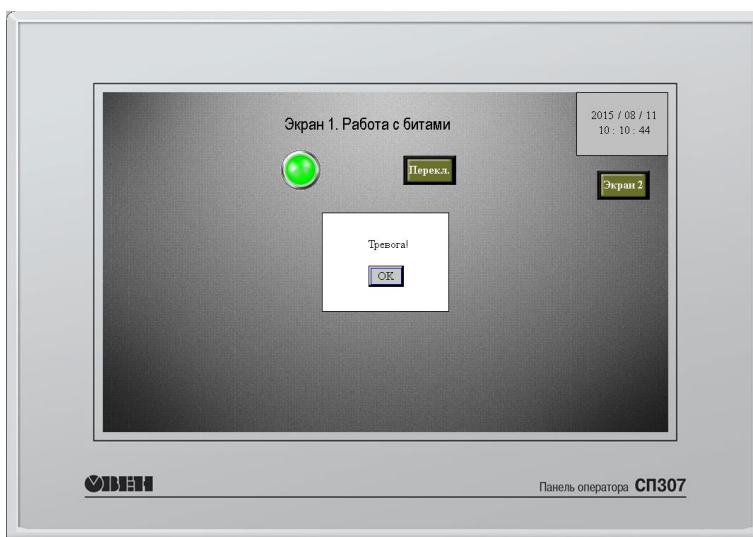 Экран 1. Работа с битами
2015 / 08 / 11
10 : 10 : 44
Перекл.
Экран 2
Тревога!
OK
ОВЕН
Панель оператора СП307